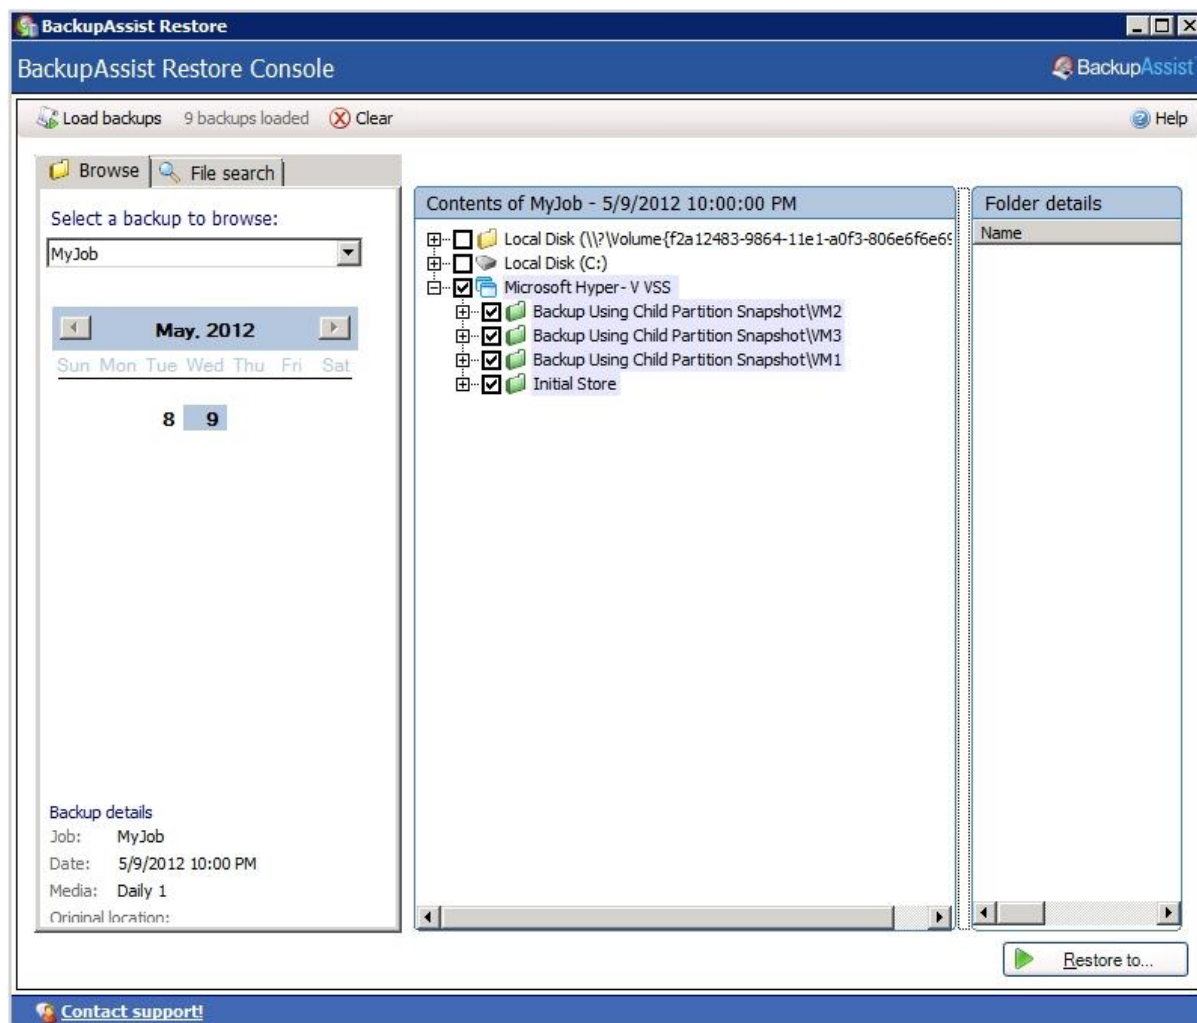 BackupAssist Restore
BackupAssist Restore Console
BackupAssist
Load backups 9 backups loaded Clear
Help
Browse File search
Select a backup to browse:
MyJob
May, 2012
Sun Mon Tue Wed Thu Fri Sat
8 9
Backup details
Job: MyJob
Date: 5/9/2012 10:00 PM
Media: Daily 1
Original location:
Contents of MyJob - 5/9/2012 10:00:00 PM
Local Disk (\\?\Volume{f2a12483-9864-11e1-a0f3-806e6f6e69
Local Disk (C:)
Microsoft Hyper- V VSS
Backup Using Child Partition Snapshot\VM2
Backup Using Child Partition Snapshot\VM3
Backup Using Child Partition Snapshot\VM1
Initial Store
Folder details
Name
Restore to...
Contact support!